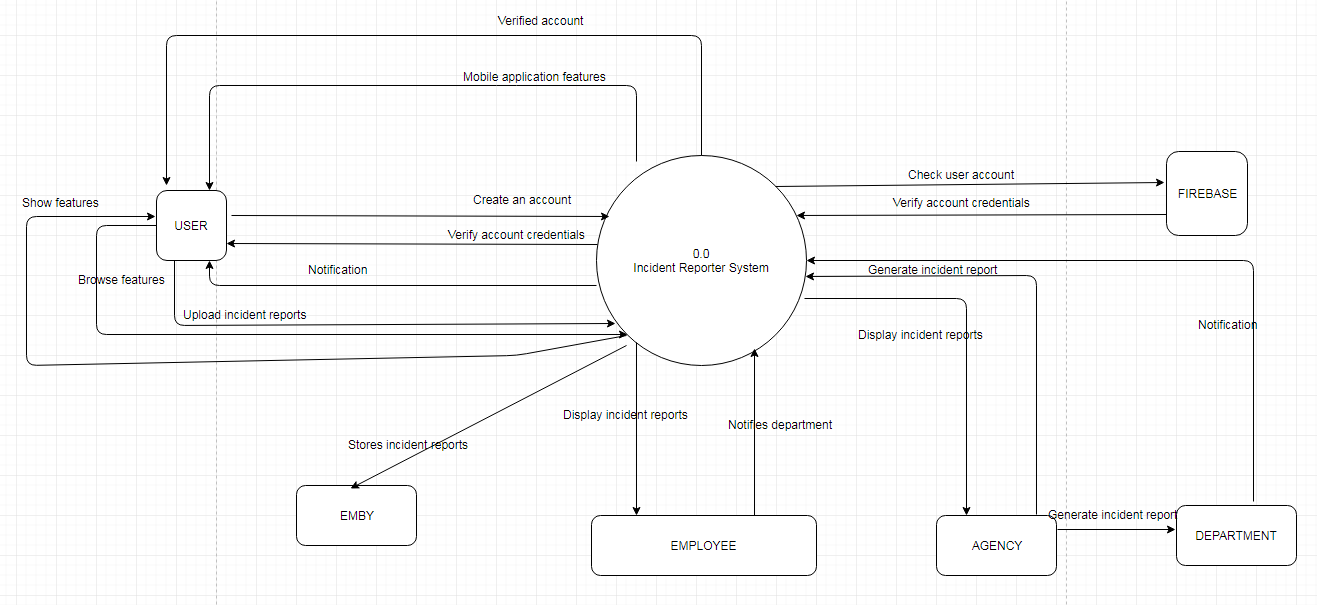 Verified account
Mobile application features
Check user account
FIREBASE
Verify account credentials
Show features
Create an account
USER
Verify account credentials
0.0
Incident Reporter System
Notification
Generate incident report
Browse features
Upload incident reports
Notification
Display incident reports
Display incident reports
Notifies department
Stores incident reports
EMBY
Generate incident report
DEPARTMENT
EMPLOYEE
AGENCY